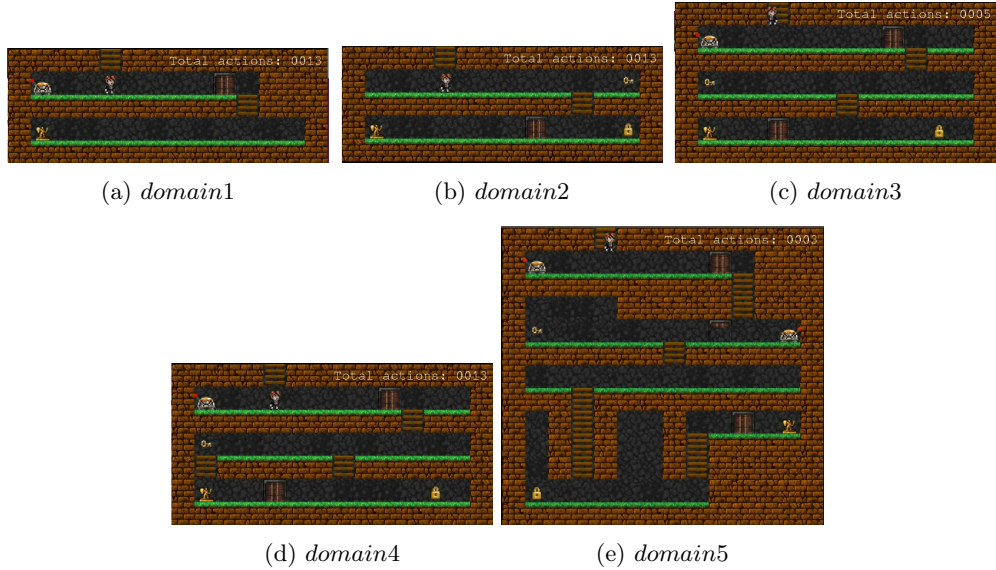 Total actions: 0013
Total actions: 0013
Total actions: 0005
(a) domain1
(b) domain2
(c) domain3
Total actions: 0013
Total actions: 0003
(d) domain4
(e) domain5